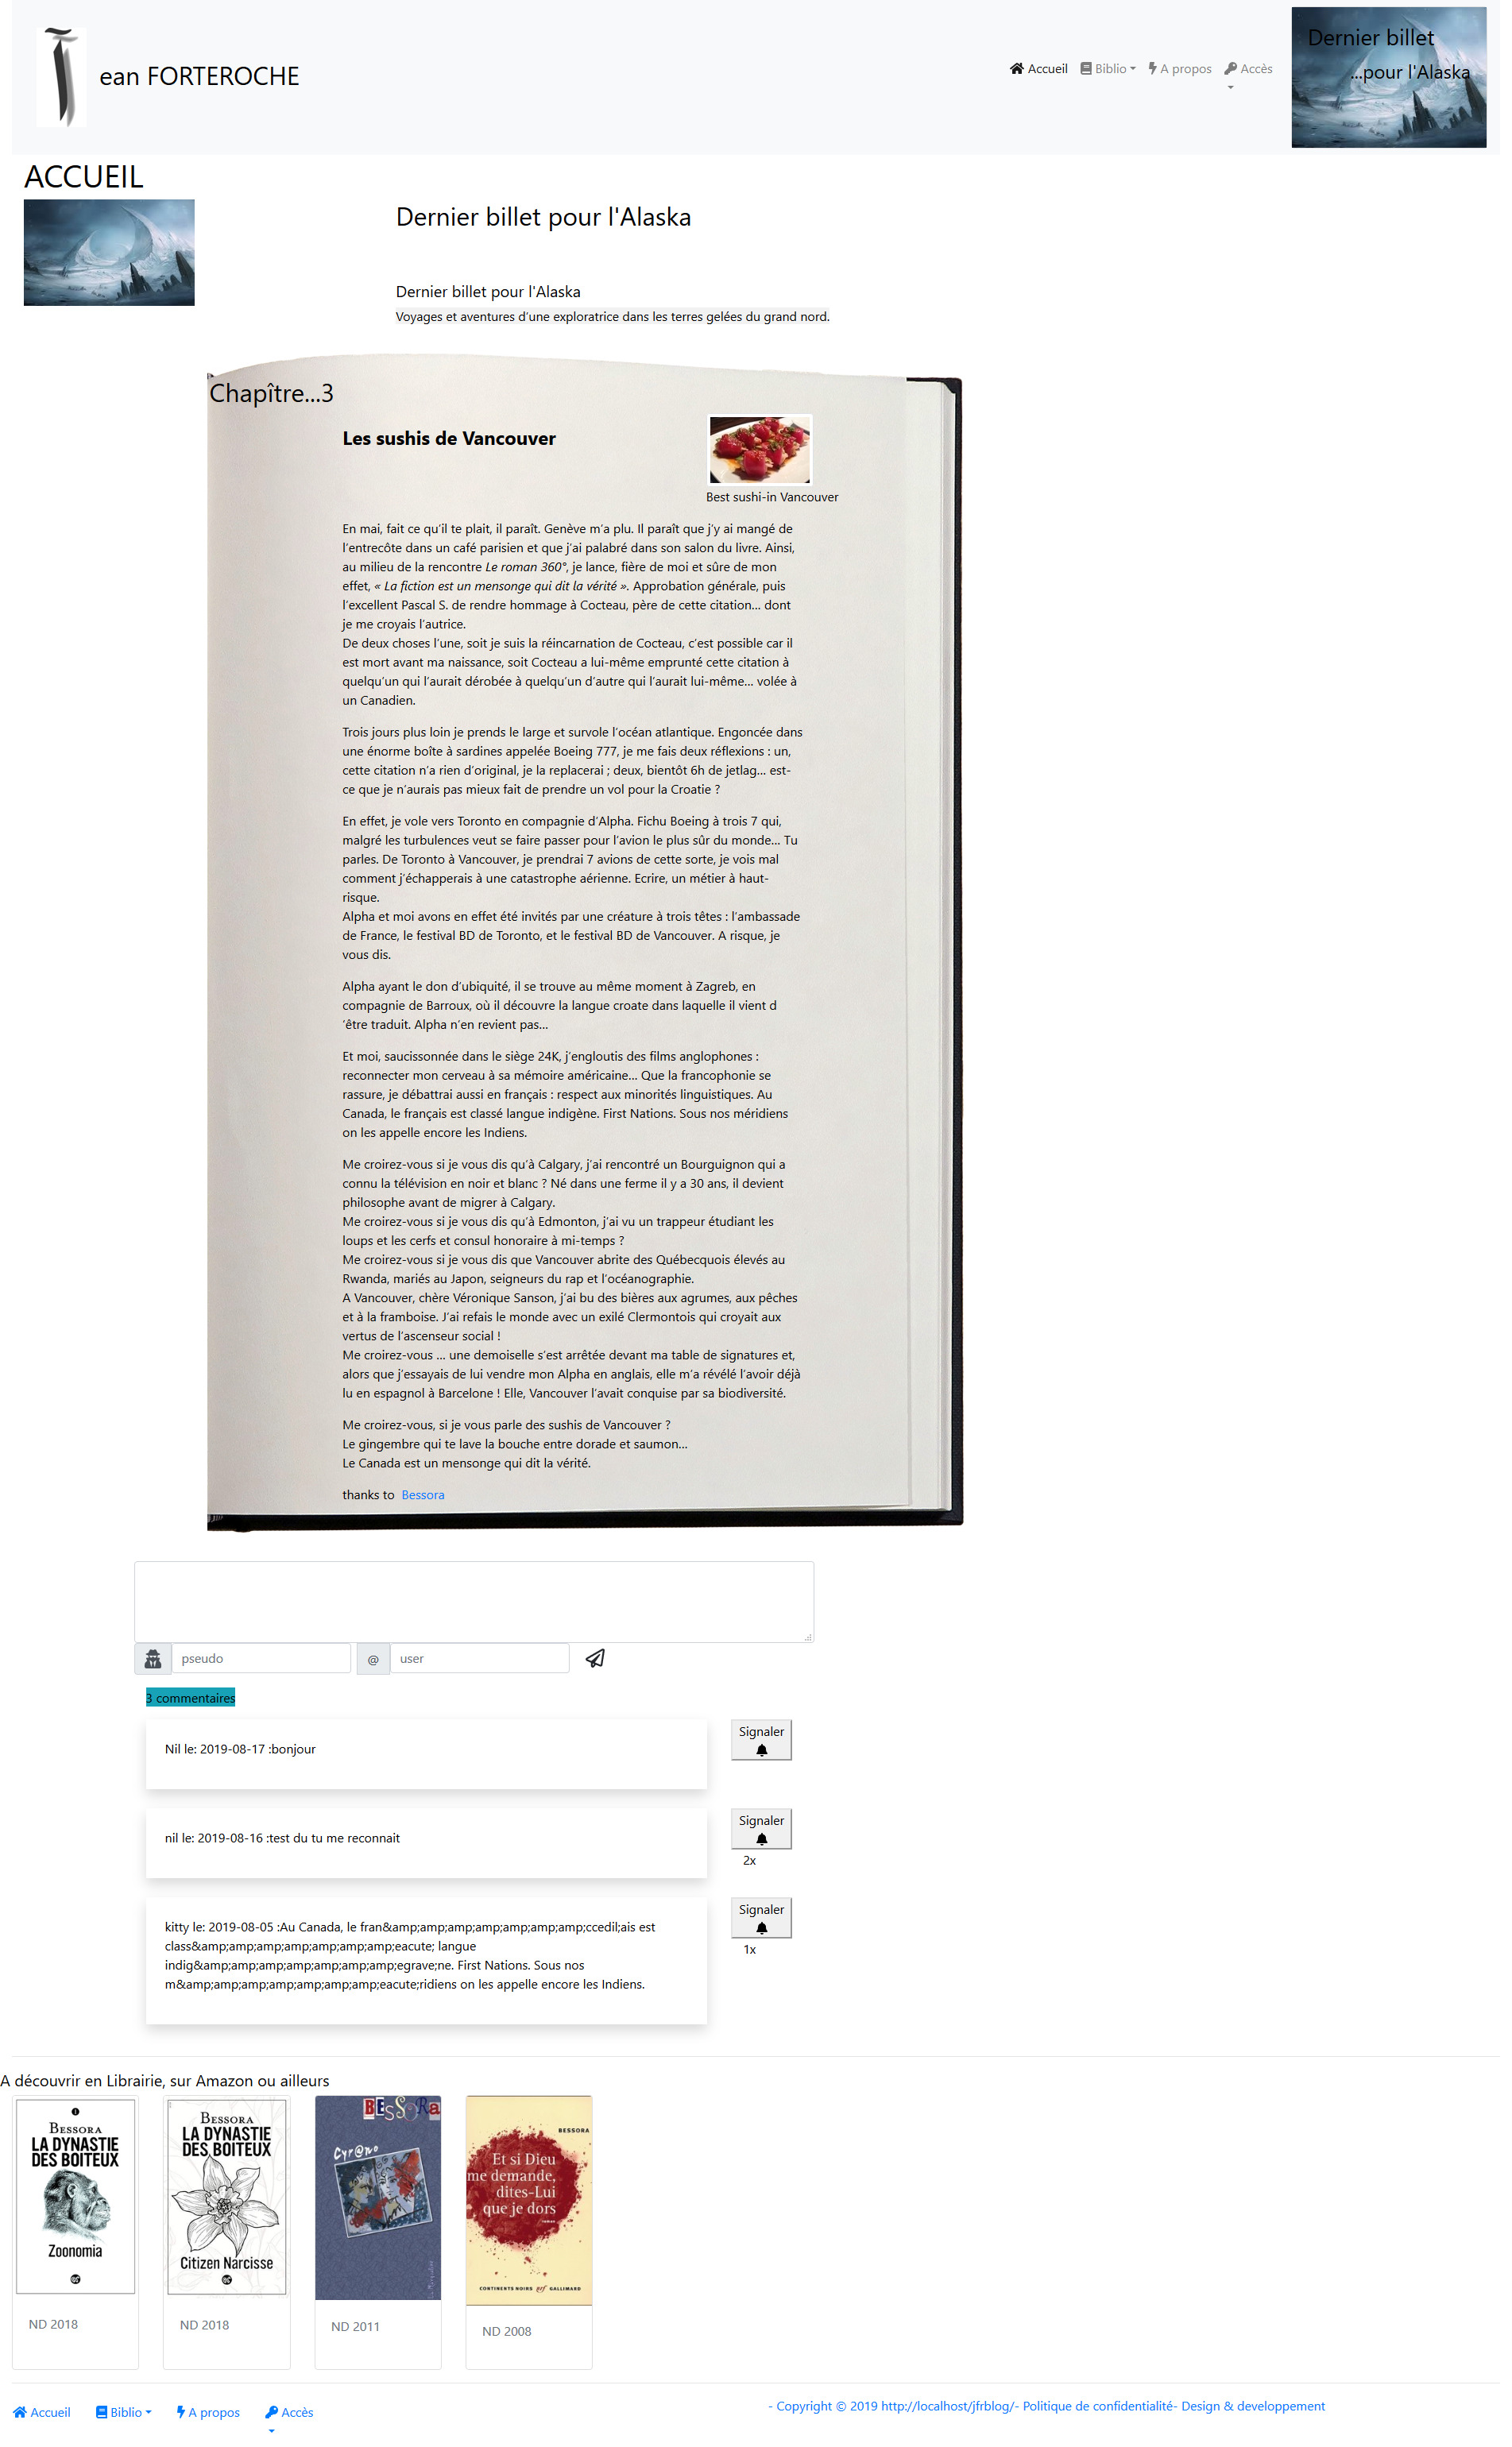 ean FORTEROCHE
Accueil
Biblio
A propos
Accès
Dernier billet
...pour l'Alaska
ACCUEIL
Dernier billet pour l'Alaska
Dernier billet pour l'Alaska
Voyages et aventures d'une exploratrice dans les terres gelées du grand nord.
Chapître...3
Les sushis de Vancouver
Best sushi-in Vancouver
En mai, fait ce qu'il te plait, il paraît. Genève m'a plu. Il paraît que j'y ai mangé de
l'entrecôte dans un café parisien et que j'ai palabré dans son salon du livre. Ainsi,
au milieu de la rencontre Le roman 360°, je lance, fière de moi et sûre de mon
effet, « La fiction est un mensonge qui dit la vérité ». Approbation générale, puis
l'excellent Pascal S. de rendre hommage à Cocteau, père de cette citation... dont
je me croyais l'autrice.
De deux choses l'une, soit je suis la réincarnation de Cocteau, c'est possible car il
est mort avant ma naissance, soit Cocteau a lui-même emprunté cette citation à
quelqu'un qui l'aurait dérobée à quelqu'un d'autre qui l'aurait lui-même... volée à
un Canadien.
Trois jours plus loin je prends le large et survole l'océan atlantique. Engoncée dans
une énorme boîte à sardines appelée Boeing 777, je me fais deux réflexions : un,
cette citation n'a rien d'original, je la replacerai ; deux, bientôt 6h de jetlag... est-
ce que je n'aurais pas mieux fait de prendre un vol pour la Croatie ?
En effet, je vole vers Toronto en compagnie d'Alpha. Fichu Boeing à trois 7 qui,
malgré les turbulences veut se faire passer pour l'avion le plus sûr du monde... Tu
parles. De Toronto à Vancouver, je prendrai 7 avions de cette sorte, je vois mal
comment j'échapperais à une catastrophe aérienne. Ecrire, un métier à haut-
risque.
Alpha et moi avons en effet été invités par une créature à trois têtes : l'ambassade
de France, le festival BD de Toronto, et le festival BD de Vancouver. A risque, je
vous dis.
Alpha ayant le don d'ubiquité, il se trouve au même moment à Zagreb, en
compagnie de Barroux, où il découvre la langue croate dans laquelle il vient d
'être traduit. Alpha n'en revient pas...
Et moi, saucissonnée dans le siège 24K, j'engloutis des films anglophones :
reconnecter mon cerveau à sa mémoire américaine... Que la francophonie se
rassure, je débattrai aussi en français : respect aux minorités linguistiques. Au
Canada, le français est classé langue indigène. First Nations. Sous nos méridiens
on les appelle encore les Indiens.
Me croirez-vous si je vous dis qu'à Calgary, j'ai rencontré un Bourguignon qui a
connu la télévision en noir et blanc ? Né dans une ferme il y a 30 ans, il devient
philosophe avant de migrer à Calgary.
Me croirez-vous si je vous dis qu'à Edmonton, j'ai vu un trappeur étudiant les
loups et les cerfs et consul honoraire à mi-temps ?
Me croirez-vous si je vous dis que Vancouver abrite des Québecquois élevés au
Rwanda, mariés au Japon, seigneurs du rap et l'océanographie.
A Vancouver, chère Véronique Sanson, j'ai bu des bières aux agrumes, aux pêches
et à la framboise. J'ai refais le monde avec un exilé Clermontois qui croyait aux
vertus de l'ascenseur social !
Me croirez-vous ... une demoiselle s'est arrêtée devant ma table de signatures et,
alors que j'essayais de lui vendre mon Alpha en anglais, elle m'a révélé l'avoir déjà
lu en espagnol à Barcelone ! Elle, Vancouver l'avait conquise par sa biodiversité.
Me croirez-vous, si je vous parle des sushis de Vancouver ?
Le gingembre qui te lave la bouche entre dorade et saumon...
Le Canada est un mensonge qui dit la vérité.
thanks to Bessora
pseudo
@
user
3 commentaires
Nil le: 2019-08-17 :bonjour
Signaler
nil le: 2019-08-16 :test du tu me reconnait
Signaler
2x
kitty le: 2019-08-05 :Au Canada, le fran&amp;amp;amp;amp;amp;amp;amp;ccedil;ais est
class&amp;amp;amp;amp;amp;amp;amp;eacute; langue
indig&amp;amp;amp;amp;amp;amp;amp;egrave;ne. First Nations. Sous nos
m&amp;amp;amp;amp;amp;amp;amp;eacute;ridiens on les appelle encore les Indiens.
Signaler
1x
A découvrir en Librairie, sur Amazon ou ailleurs
BESSORA
LA DYNASTIE
DES BOITEUX
Zoonomia
ND 2018
BESSORA
LA DYNASTIE
DES BOITEUX
Citizen Narcisse
ND 2018
BESSORA
Cyr@no
ND 2011
BESSORA
Et si Dieu
me demande,
dites-Lui
que je dors
roman
CONTINENTS NOIRS nrf GALLIMARD
ND 2008
Accueil
Biblio
A propos
Accès
- Copyright © 2019 http://localhost/jfrblog/- Politique de confidentialité- Design & developpement